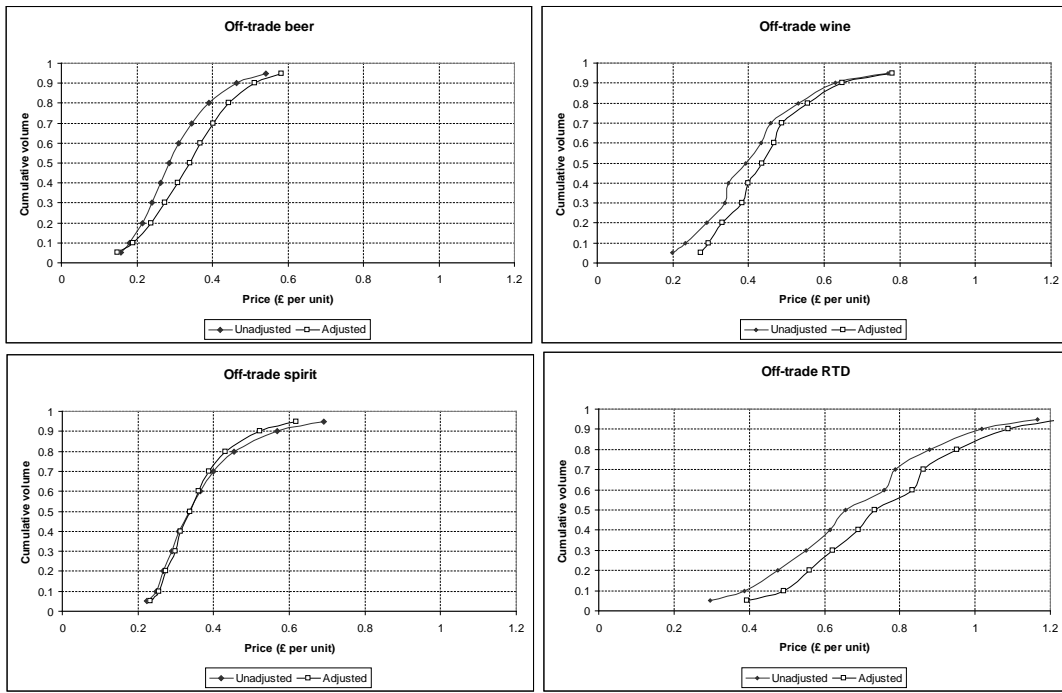 Off-trade beer
Cumulative volume
1
0.9
0.8
0.7
0.6
0.5
0.4
0.3
0.2
0.1
0
0 0.2 0.4 0.6 0.8 1 1.2
Price (£ per unit)
Unadjusted Adjusted
Off-trade wine
Cumulative volume
1
0.9
0.8
0.7
0.6
0.5
0.4
0.3
0.2
0.1
0
0 0.2 0.4 0.6 0.8 1 1.2
Price (£ per unit)
Unadjusted Adjusted
Off-trade spirit
Cumulative volume
1
0.9
0.8
0.7
0.6
0.5
0.4
0.3
0.2
0.1
0
0 0.2 0.4 0.6 0.8 1 1.2
Price (£ per unit)
Unadjusted Adjusted
Off-trade RTD
Cumulative volume
1
0.9
0.8
0.7
0.6
0.5
0.4
0.3
0.2
0.1
0
0 0.2 0.4 0.6 0.8 1 1.2
Price (£ per unit)
Unadjusted Adjusted